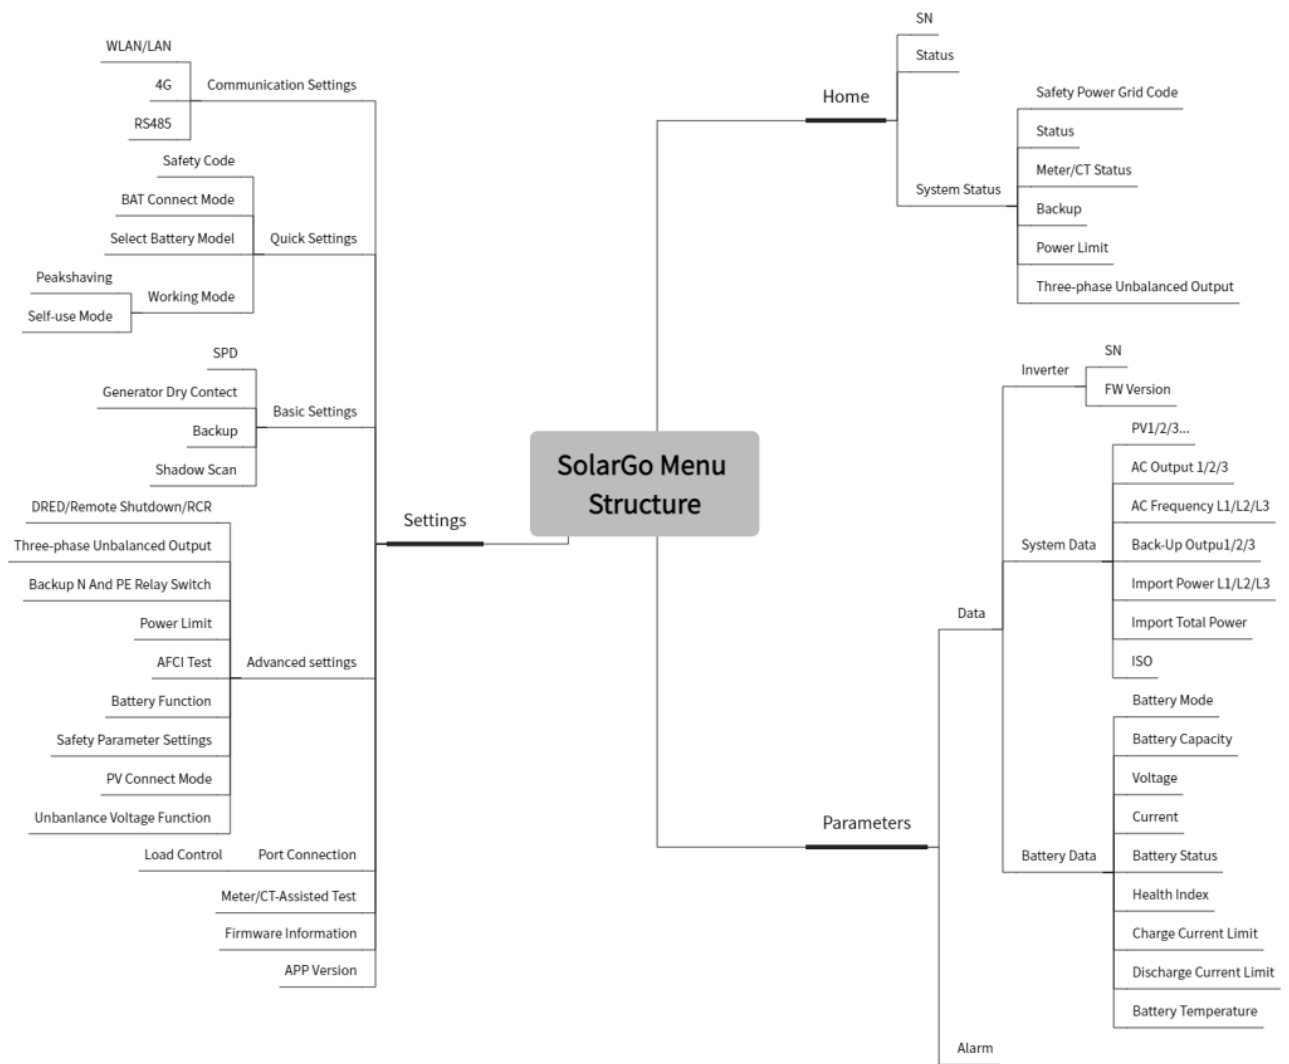 SolarGo Menu
Structure
Home
SN
Status
System Status
Safety Power Grid Code
Status
Meter/CT Status
Backup
Power Limit
Three-phase Unbalanced Output
Parameters
Data
Inverter
SN
FW Version
System Data
PV1/2/3...
AC Output 1/2/3
AC Frequency L1/L2/L3
Back-Up Outpu1/2/3
Import Power L1/L2/L3
Import Total Power
ISO
Battery Data
Battery Mode
Battery Capacity
Voltage
Current
Battery Status
Health Index
Charge Current Limit
Discharge Current Limit
Battery Temperature
Alarm
Settings
Communication Settings
WLAN/LAN
4G
RS485
Quick Settings
Safety Code
BAT Connect Mode
Select Battery Model
Working Mode
Peakshaving
Self-use Mode
Basic Settings
SPD
Generator Dry Contect
Backup
Shadow Scan
Advanced settings
DRED/Remote Shutdown/RCR
Three-phase Unbalanced Output
Backup N And PE Relay Switch
Power Limit
AFCI Test
Battery Function
Safety Parameter Settings
PV Connect Mode
Unbanlance Voltage Function
Port Connection
Load Control
Meter/CT-Assisted Test
Firmware Information
APP Version